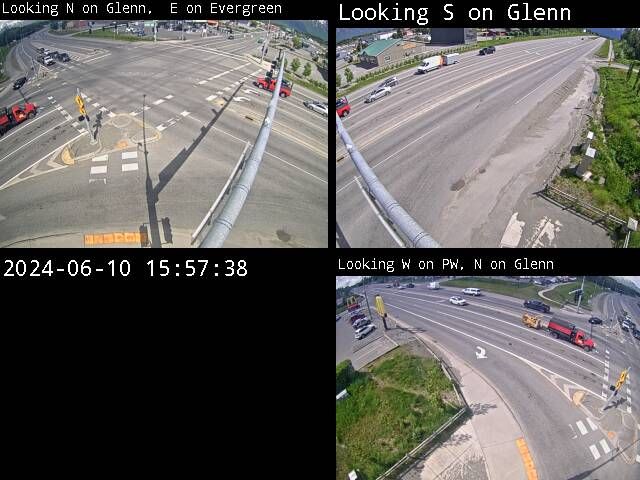 Looking N on Glenn,  E on Evergreen
Looking S on Glenn
2024-06-10 15:57:38
Looking W on PW, N on Glenn